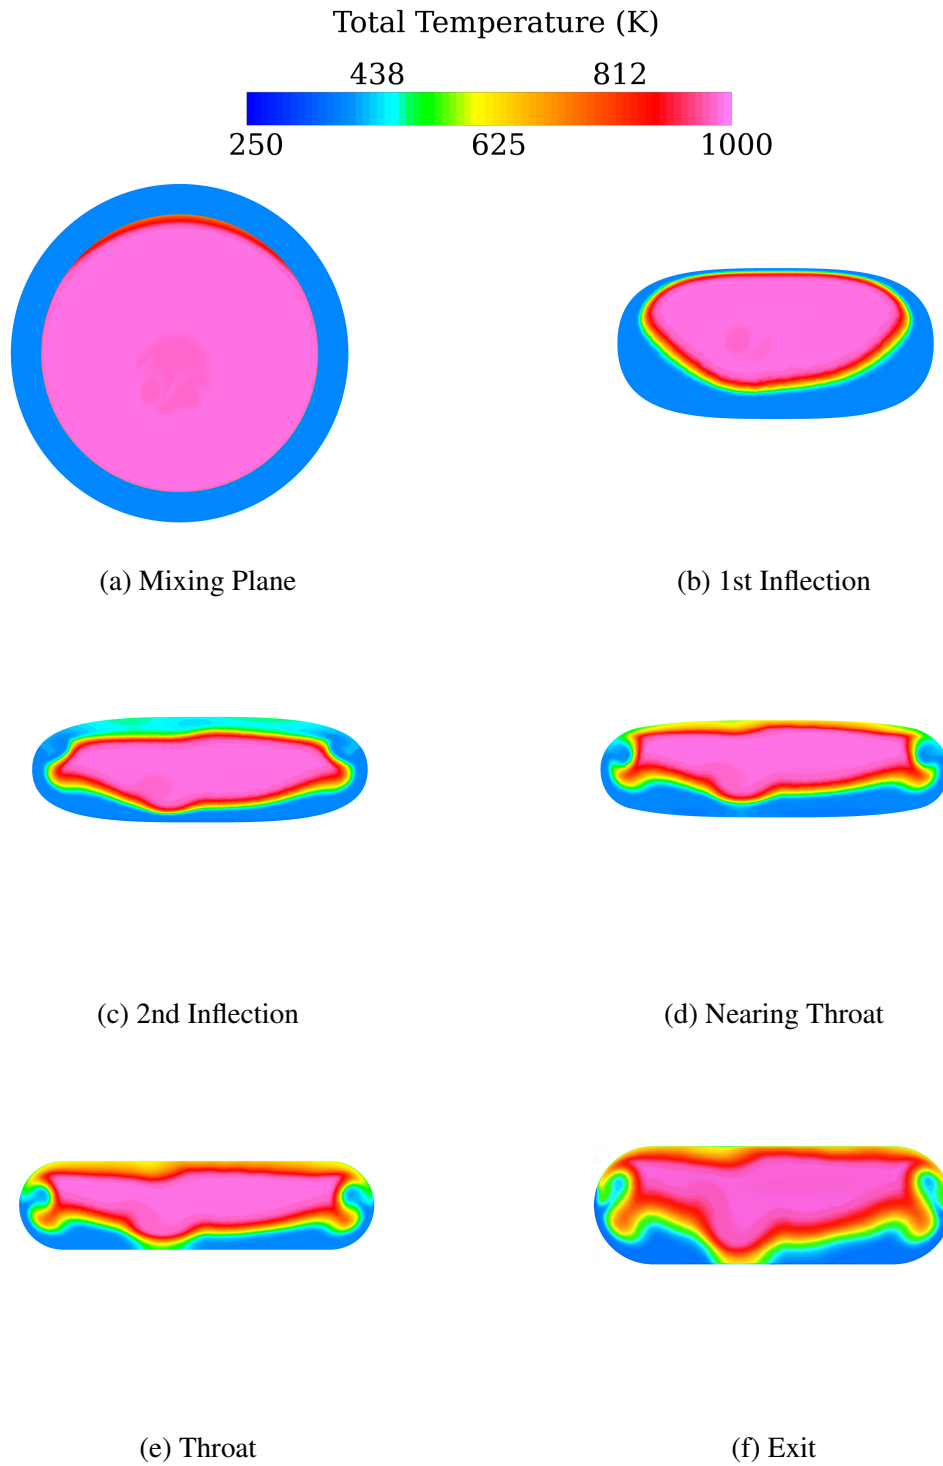 Total Temperature (K)
438 812
250 625 1000
(a) Mixing Plane
(b) 1st Inflection
(c) 2nd Inflection
(d) Nearing Throat
(e) Throat
(f) Exit